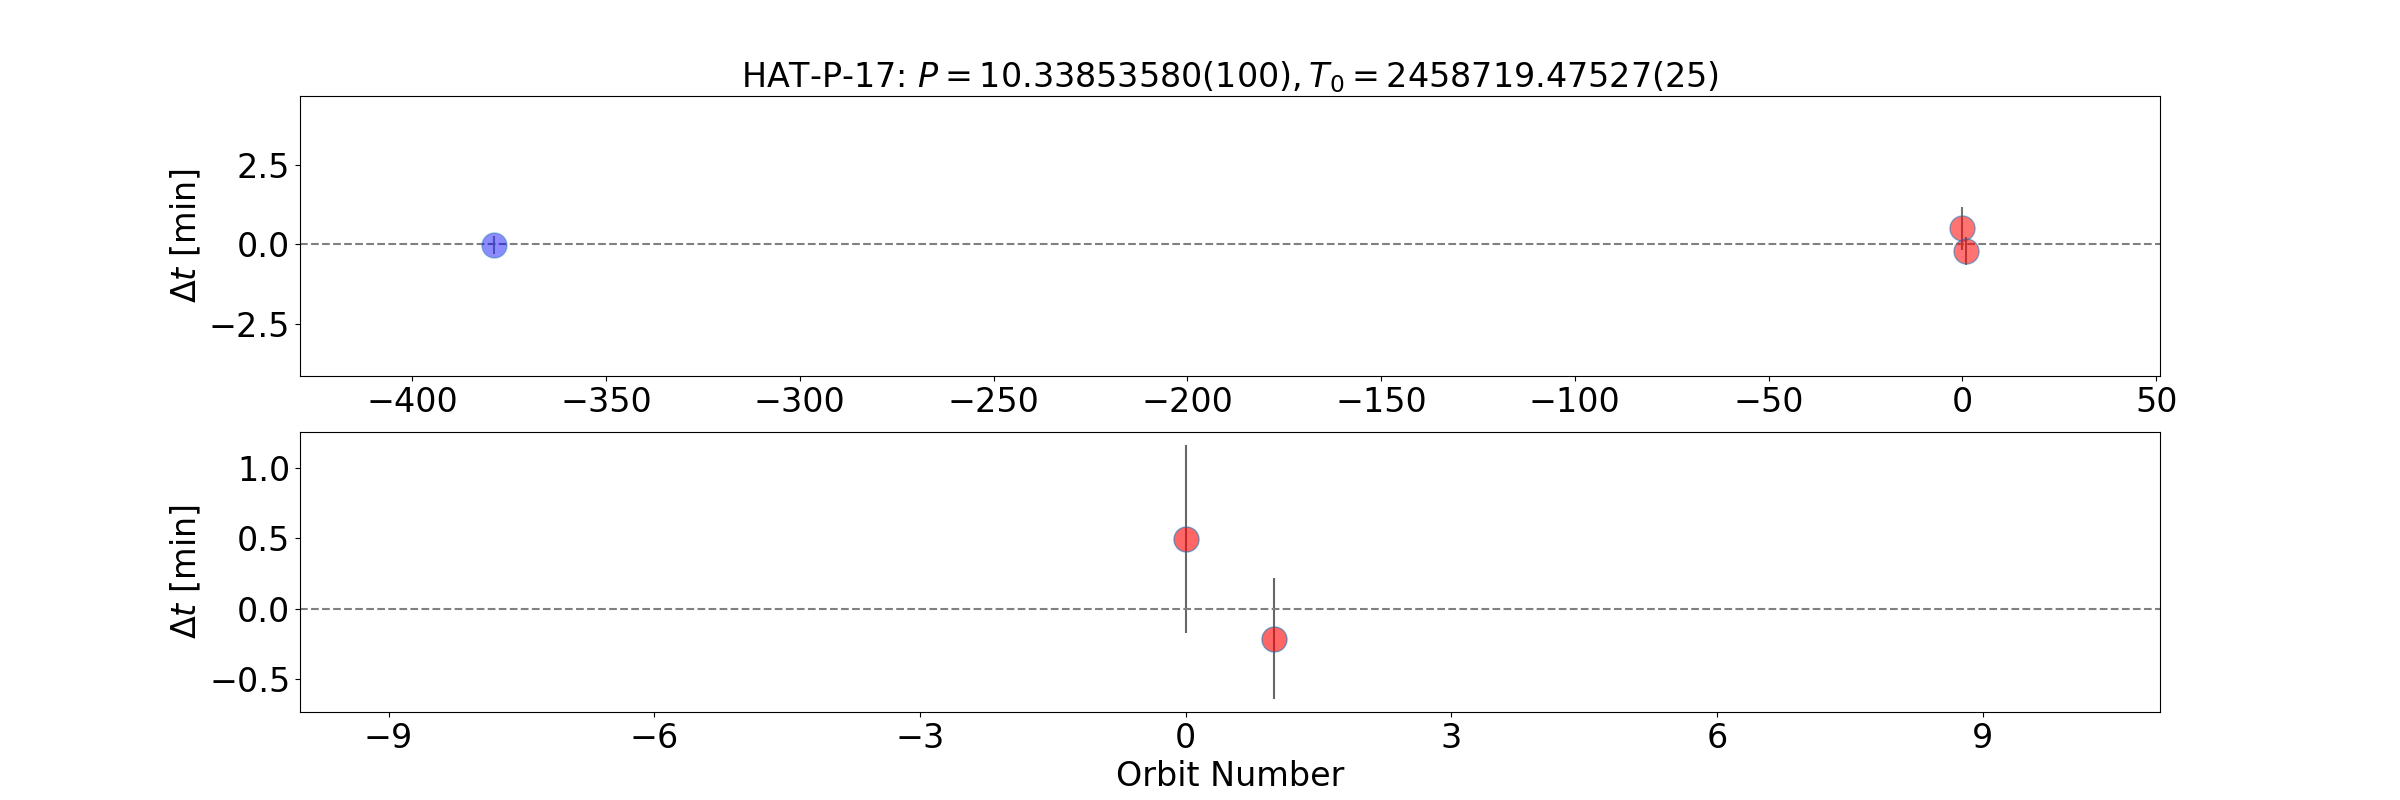 HAT-P-17: P = 10.33853580(100), T₀ = 2458719.47527(25)
Δt [min]
2.5
0.0
−2.5
−400 −350 −300 −250 −200 −150 −100 −50 0 50
Δt [min]
1.0
0.5
0.0
−0.5
−9 −6 −3 0 3 6 9
Orbit Number